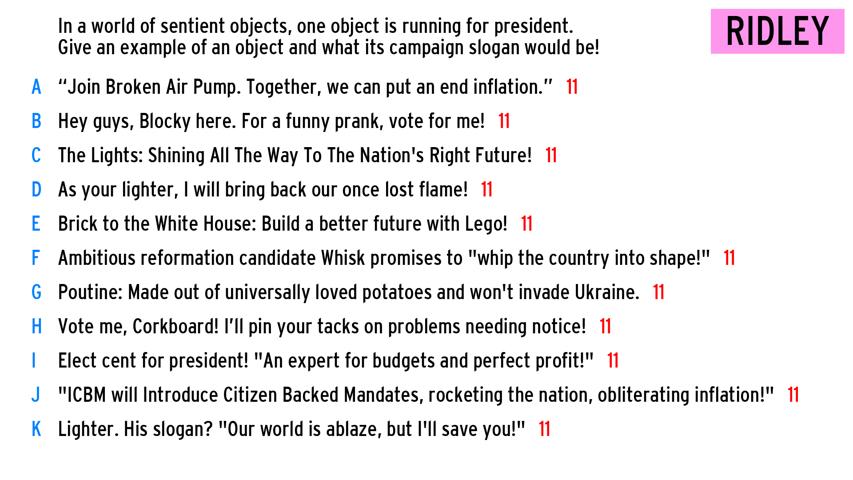 In a world of sentient objects, one object is running for president.
Give an example of an object and what its campaign slogan would be!
RIDLEY
A “Join Broken Air Pump. Together, we can put an end inflation.” 11
B Hey guys, Blocky here. For a funny prank, vote for me! 11
C The Lights: Shining All The Way To The Nation's Right Future! 11
D As your lighter, I will bring back our once lost flame! 11
E Brick to the White House: Build a better future with Lego! 11
F Ambitious reformation candidate Whisk promises to "whip the country into shape!" 11
G Poutine: Made out of universally loved potatoes and won't invade Ukraine. 11
H Vote me, Corkboard! I’ll pin your tacks on problems needing notice! 11
I Elect cent for president! "An expert for budgets and perfect profit!" 11
J "ICBM will Introduce Citizen Backed Mandates, rocketing the nation, obliterating inflation!" 11
K Lighter. His slogan? "Our world is ablaze, but I'll save you!" 11